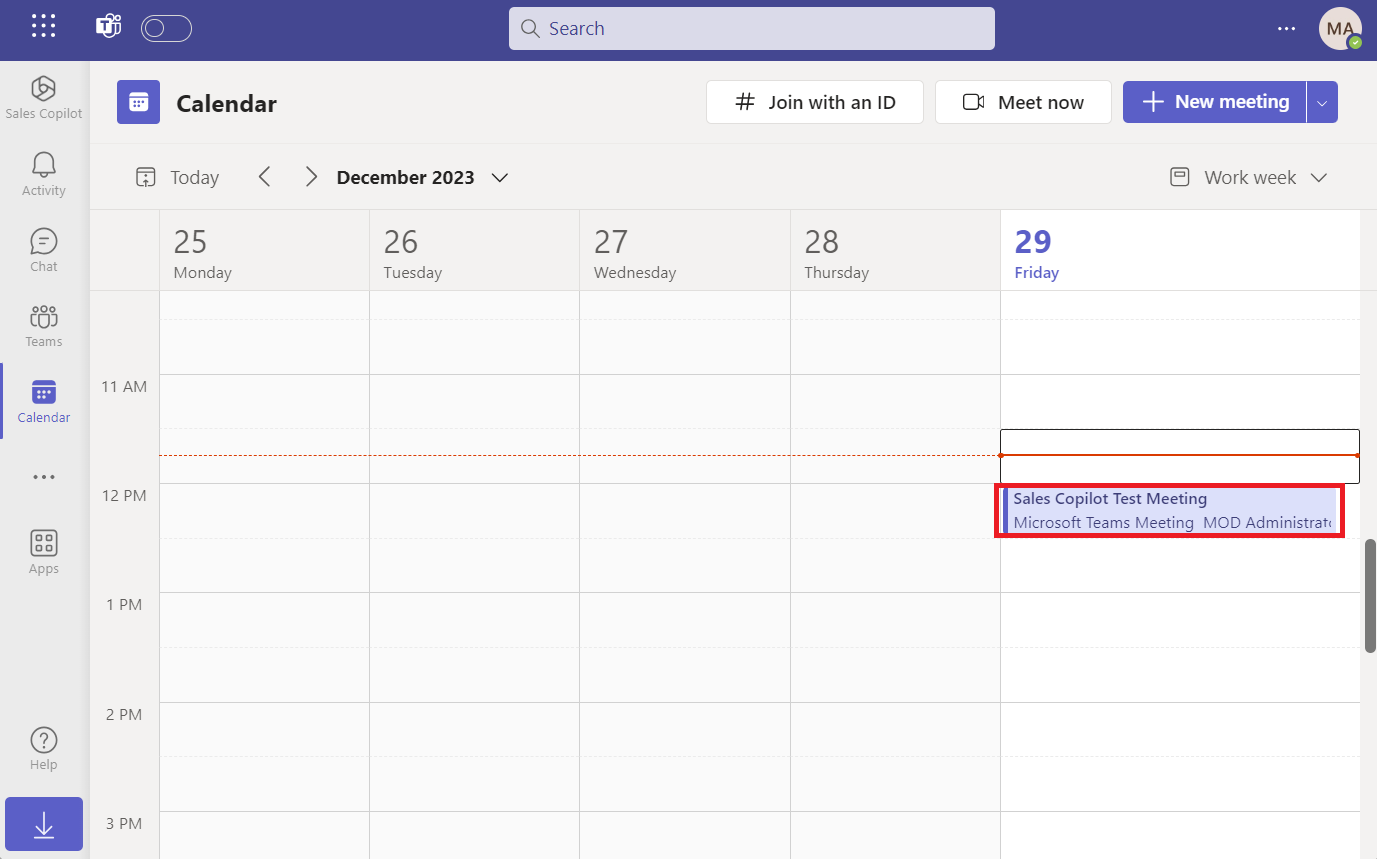 Search
MA
Sales Copilot
Activity
Chat
Teams
Calendar
Apps
Help
Calendar
Join with an ID
Meet now
New meeting
Today
December 2023
Work week
25
Monday
26
Tuesday
27
Wednesday
28
Thursday
29
Friday
11 AM
12 PM
1 PM
2 PM
3 PM
Sales Copilot Test Meeting
Microsoft Teams Meeting MOD Administrato